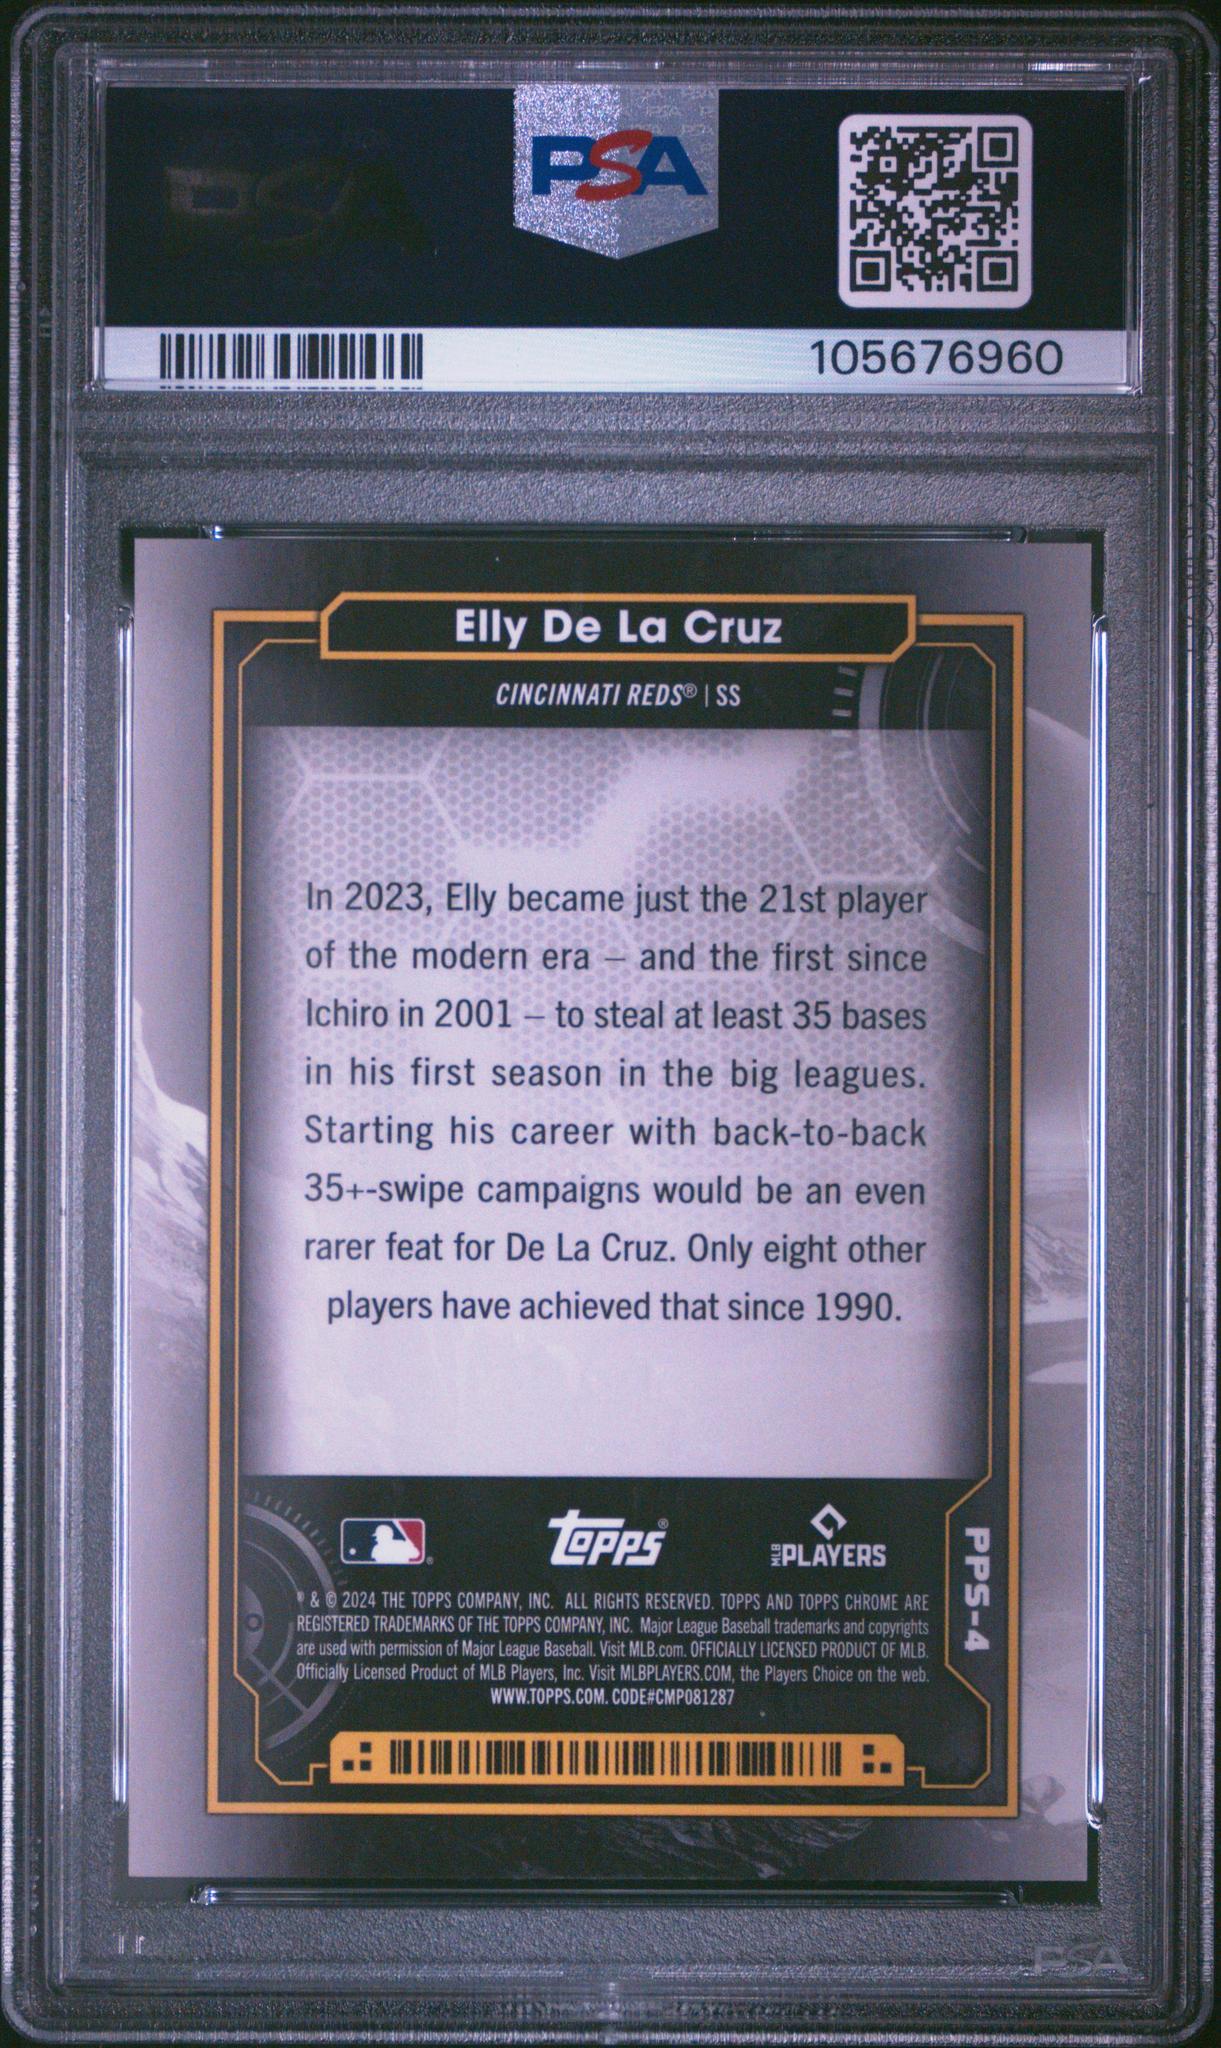 PSA
105676960
Elly De La Cruz
CINCINNATI REDS® | SS
In 2023, Elly became just the 21st player
of the modern era – and the first since
Ichiro in 2001 – to steal at least 35 bases
in his first season in the big leagues.
Starting his career with back-to-back
35+-swipe campaigns would be an even
rarer feat for De La Cruz. Only eight other
players have achieved that since 1990.
topps®
MLB PLAYERS
PPS-4
® & © 2024 THE TOPPS COMPANY, INC. ALL RIGHTS RESERVED. TOPPS AND TOPPS CHROME ARE
REGISTERED TRADEMARKS OF THE TOPPS COMPANY, INC. Major League Baseball trademarks and copyrights
are used with permission of Major League Baseball. Visit MLB.com. OFFICIALLY LICENSED PRODUCT OF MLB.
Officially Licensed Product of MLB Players, Inc. Visit MLBPLAYERS.COM, the Players Choice on the web.
WWW.TOPPS.COM. CODE#CMP081287
PSA